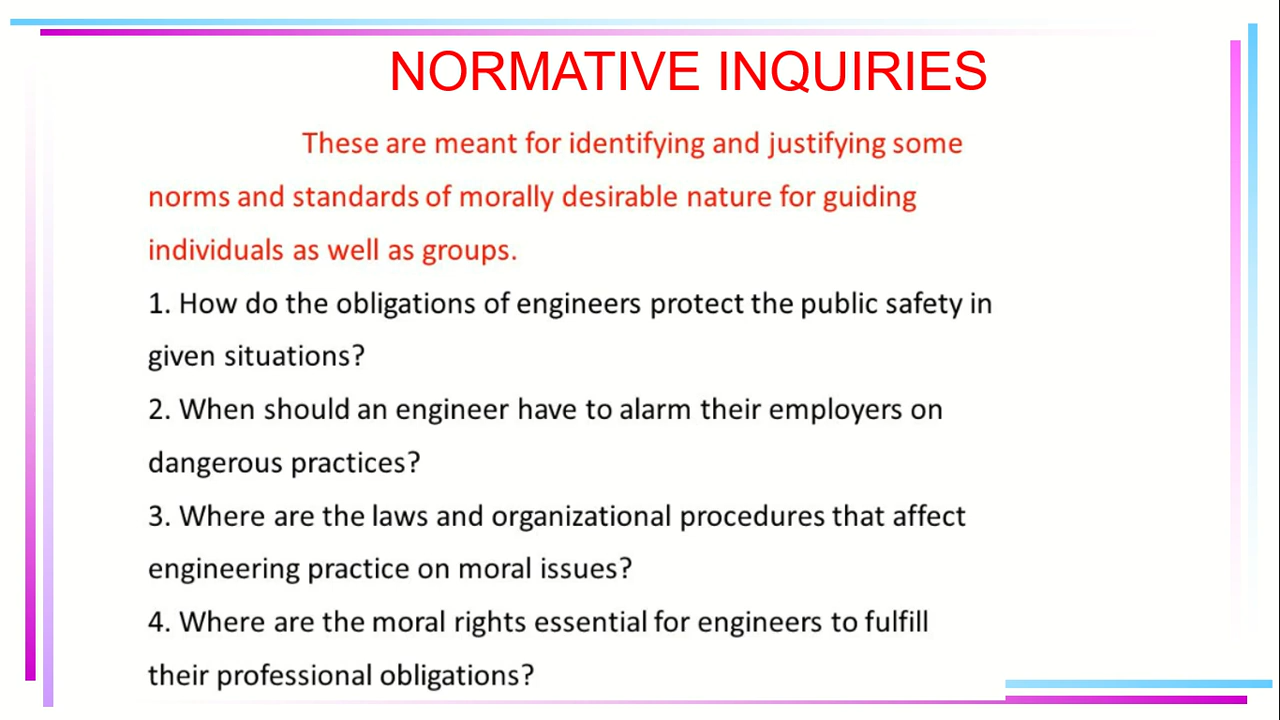 NORMATIVE INQUIRIES
These are meant for identifying and justifying some
norms and standards of morally desirable nature for guiding
individuals as well as groups.
1. How do the obligations of engineers protect the public safety in
given situations?
2. When should an engineer have to alarm their employers on
dangerous practices?
3. Where are the laws and organizational procedures that affect
engineering practice on moral issues?
4. Where are the moral rights essential for engineers to fulfill
their professional obligations?